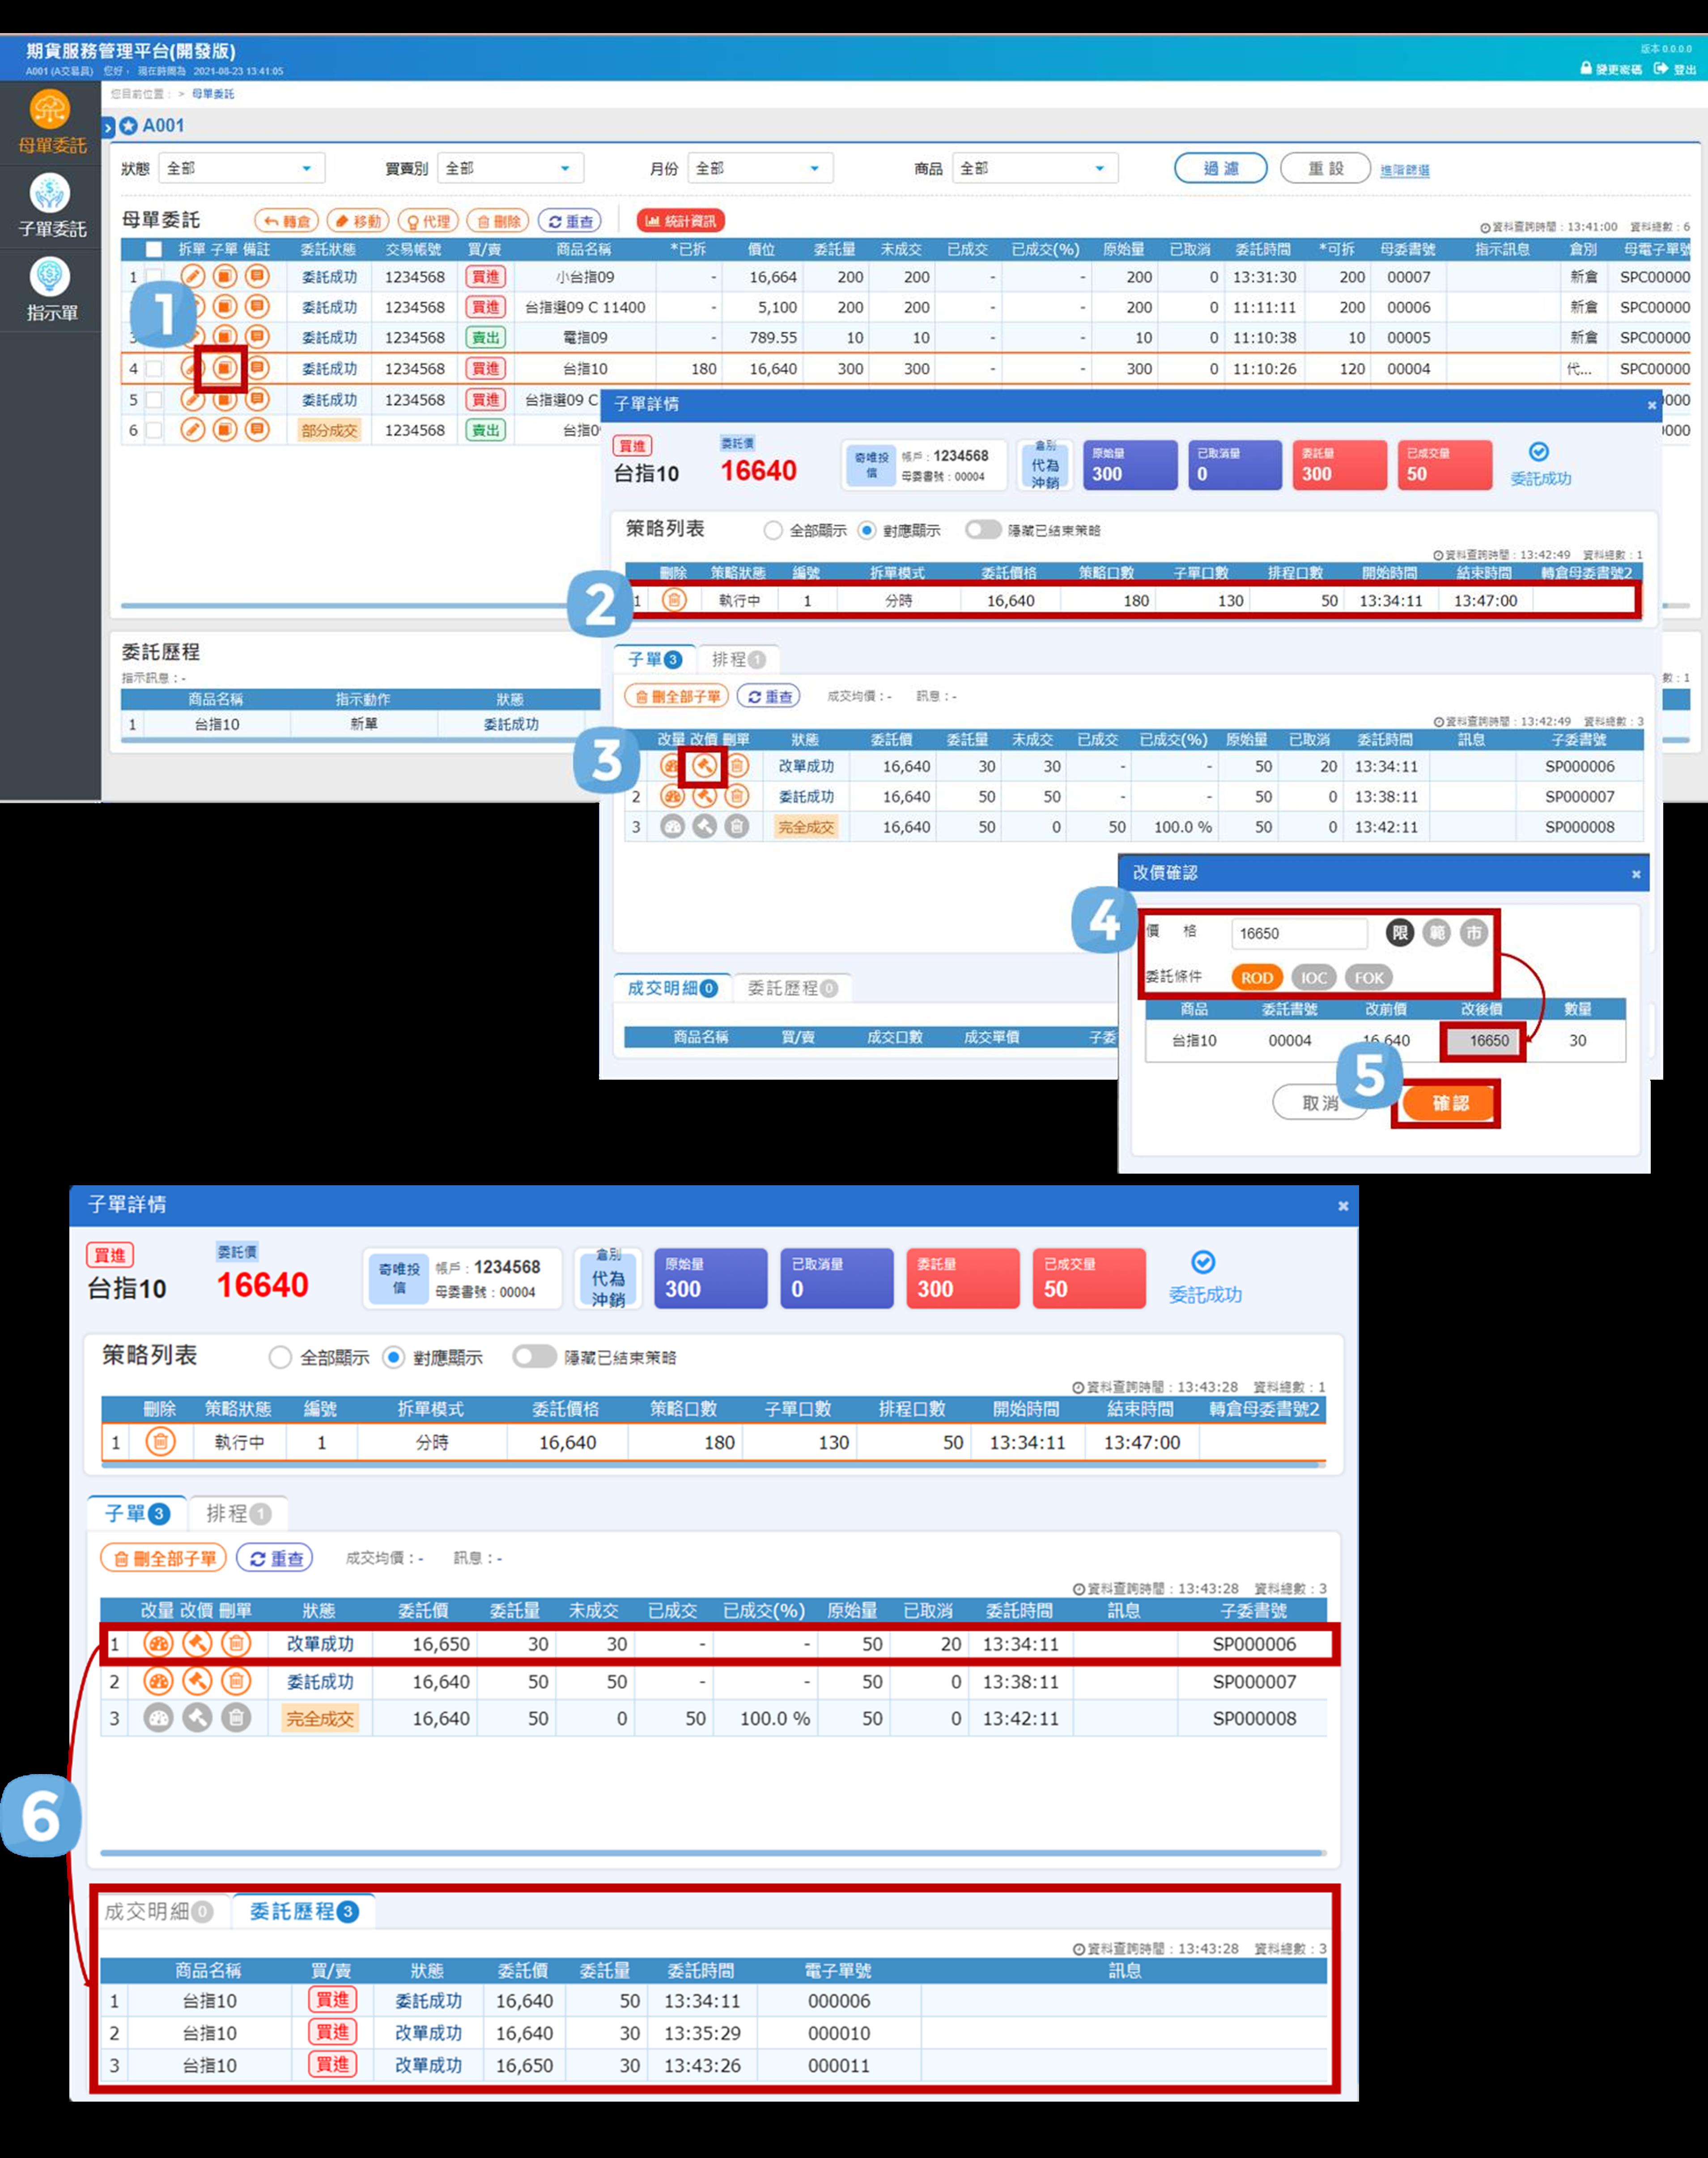 期貨服務管理平台(開發版)
版本 0.0.0.0
A001 (A交易員) 您好, 現在時間為 2021-08-23 13:41:05
變更密碼 登出
您目前位置: > 母單委託
母單委託
子單委託
指示單
A001
狀態 全部 買賣別 全部 月份 全部 商品 全部 過濾 重設 進階篩選
母單委託 轉倉 移動 代理 刪除 重查 統計資訊
資料查詢時間:13:41:00 資料總數:6
拆單 子單 備註 委託狀態 交易帳號 買/賣 商品名稱 *已拆 價位 委託量 未成交 已成交 已成交(%) 原始量 已取消 委託時間 *可拆 母委書號 指示訊息 倉別 母電子單號
1 委託成功 1234568 買進 小台指09 - 16,664 200 200 - - 200 0 13:31:30 200 00007 新倉 SPC00000
委託成功 1234568 買進 台指選09 C 11400 - 5,100 200 200 - - 200 0 11:11:11 200 00006 新倉 SPC00000
委託成功 1234568 賣出 電指09 - 789.55 10 10 - - 10 0 11:10:38 10 00005 新倉 SPC00000
4 委託成功 1234568 買進 台指10 180 16,640 300 300 - - 300 0 11:10:26 120 00004 代... SPC00000
5 委託成功 1234568 買進 台指選09 C
6 部分成交 1234568 賣出 台指0
委託歷程
指示訊息:-
商品名稱 指示動作 狀態
1 台指10 新單 委託成功
1
子單詳情
買進 委託價
台指10 16640
奇唯投信 帳戶:1234568
母委書號:00004
倉別 代為沖銷
原始量 300
已取消量 0
委託量 300
已成交量 50
委託成功
策略列表 全部顯示 對應顯示 隱藏已結束策略
資料查詢時間:13:42:49 資料總數:1
刪除 策略狀態 編號 拆單模式 委託價格 策略口數 子單口數 排程口數 開始時間 結束時間 轉倉母委書號2
1 執行中 1 分時 16,640 180 130 50 13:34:11 13:47:00
2
子單3 排程1
刪全部子單 重查 成交均價:- 訊息:-
資料查詢時間:13:42:49 資料總數:3
改量 改價 刪單 狀態 委託價 委託量 未成交 已成交 已成交(%) 原始量 已取消 委託時間 訊息 子委書號
改單成功 16,640 30 30 - - 50 20 13:34:11 SP000006
2 委託成功 16,640 50 50 - - 50 0 13:38:11 SP000007
3 完全成交 16,640 50 0 50 100.0 % 50 0 13:42:11 SP000008
3
成交明細0 委託歷程0
商品名稱 買/賣 成交口數 成交單價 子委
改價確認
4
價 格 16650 限 範 市
委託條件 ROD IOC FOK
商品 委託書號 改前價 改後價 數量
台指10 00004 16,640 16650 30
5
取消 確認
子單詳情
買進 委託價
台指10 16640
奇唯投信 帳戶:1234568
母委書號:00004
倉別 代為沖銷
原始量 300
已取消量 0
委託量 300
已成交量 50
委託成功
策略列表 全部顯示 對應顯示 隱藏已結束策略
資料查詢時間:13:43:28 資料總數:1
刪除 策略狀態 編號 拆單模式 委託價格 策略口數 子單口數 排程口數 開始時間 結束時間 轉倉母委書號2
1 執行中 1 分時 16,640 180 130 50 13:34:11 13:47:00
子單3 排程1
刪全部子單 重查 成交均價:- 訊息:-
資料查詢時間:13:43:28 資料總數:3
改量 改價 刪單 狀態 委託價 委託量 未成交 已成交 已成交(%) 原始量 已取消 委託時間 訊息 子委書號
1 改單成功 16,650 30 30 - - 50 20 13:34:11 SP000006
2 委託成功 16,640 50 50 - - 50 0 13:38:11 SP000007
3 完全成交 16,640 50 0 50 100.0 % 50 0 13:42:11 SP000008
6
成交明細0 委託歷程3
資料查詢時間:13:43:28 資料總數:3
商品名稱 買/賣 狀態 委託價 委託量 委託時間 電子單號 訊息
1 台指10 買進 委託成功 16,640 50 13:34:11 000006
2 台指10 買進 改單成功 16,640 30 13:35:29 000010
3 台指10 買進 改單成功 16,650 30 13:43:26 000011